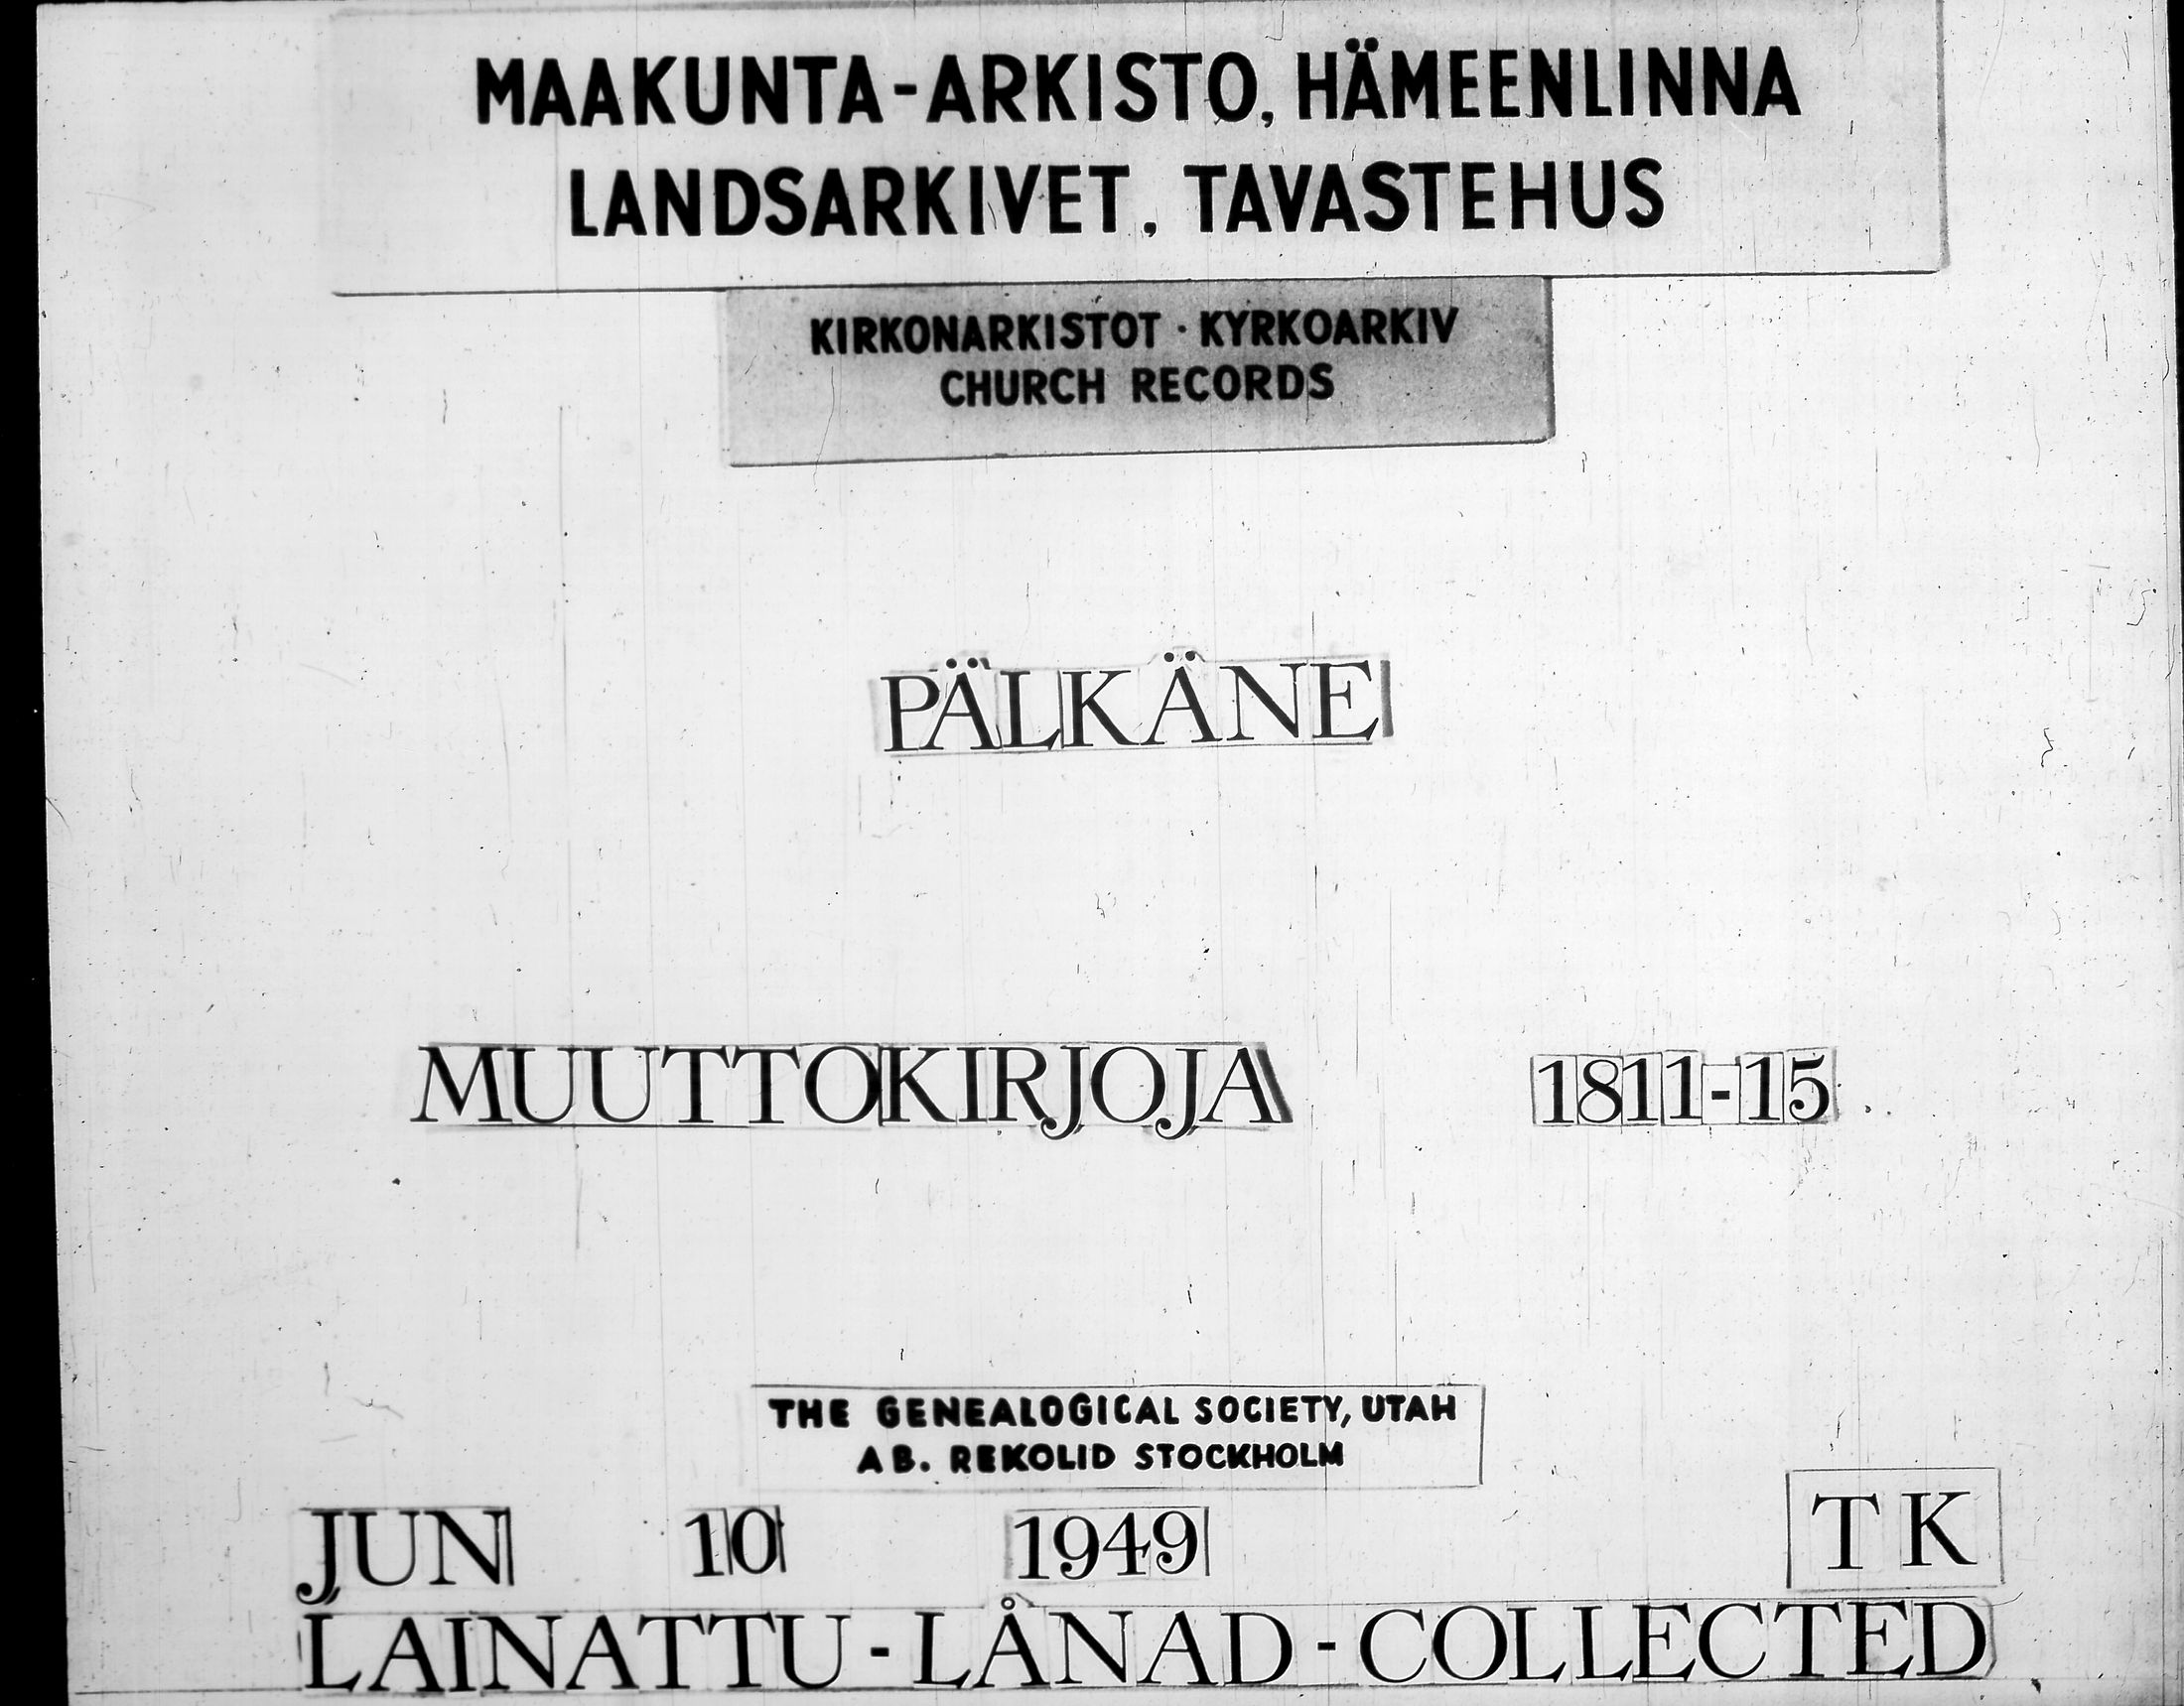 MAAKUNTA-ARKISTO, HÄMEENLINNA
LANDSARKIVET, TAVASTEHUS
KIRKONARKISTOT · KYRKOARKIV
CHURCH RECORDS
PÄLKÄNE
MUUTTOKIRJOJA 1811-15
THE GENEALOGICAL SOCIETY, UTAH
AB. REKOLID STOCKHOLM
JUN 10 1949 TK
LAINATTU-LÅNAD-COLLECTED